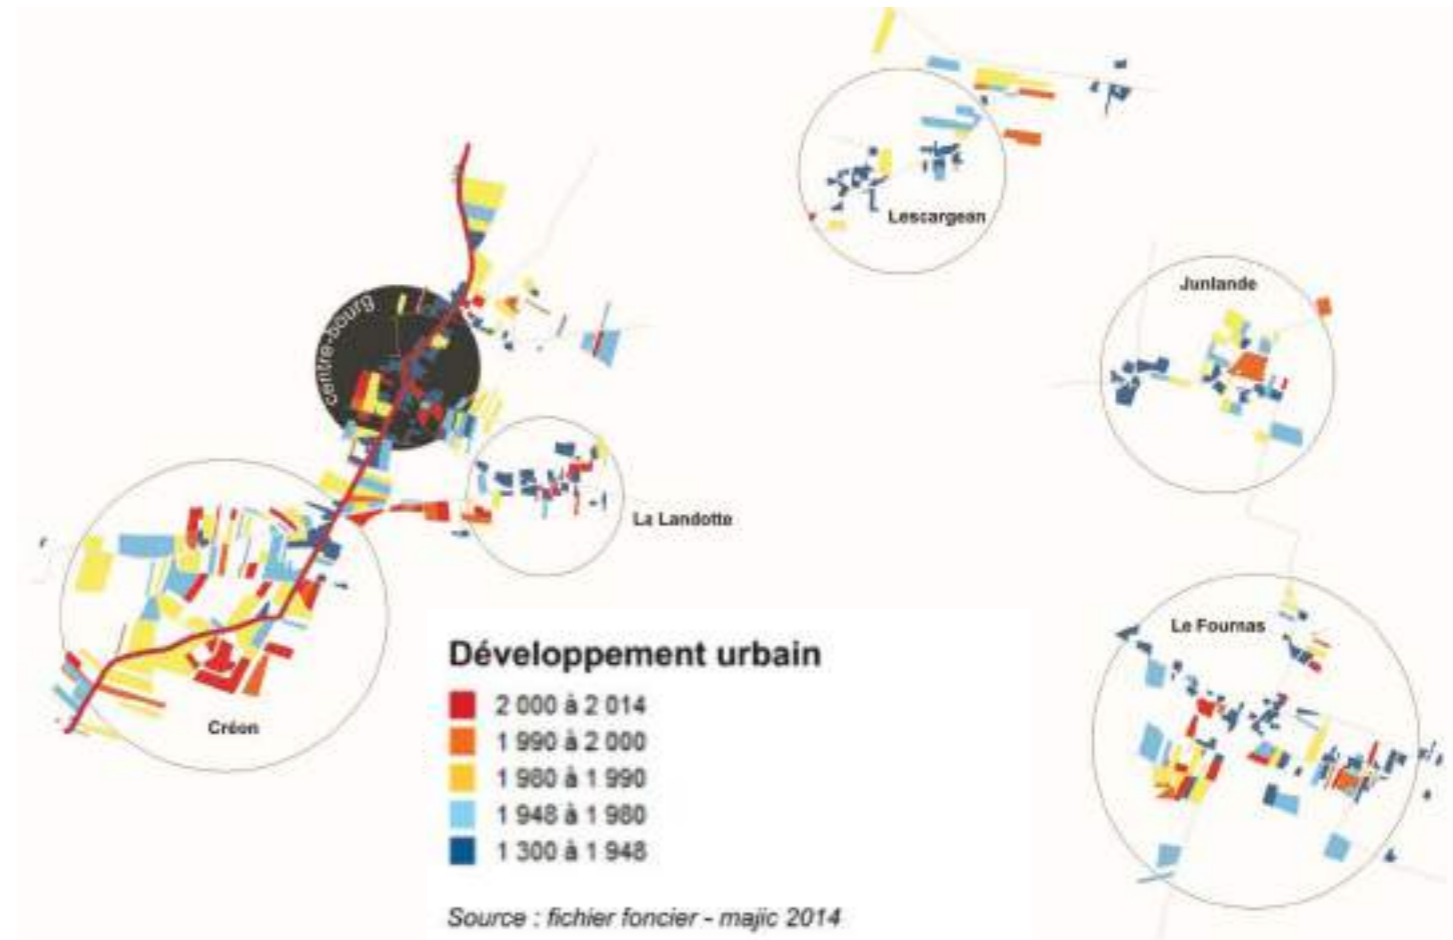 Lescargean
Junlande
centre-bourg
La Landotte
Le Fournas
Créon
Développement urbain
2 000 à 2 014
1 990 à 2 000
1 980 à 1 990
1 948 à 1 980
1 300 à 1 948
Source : fichier foncier - majic 2014